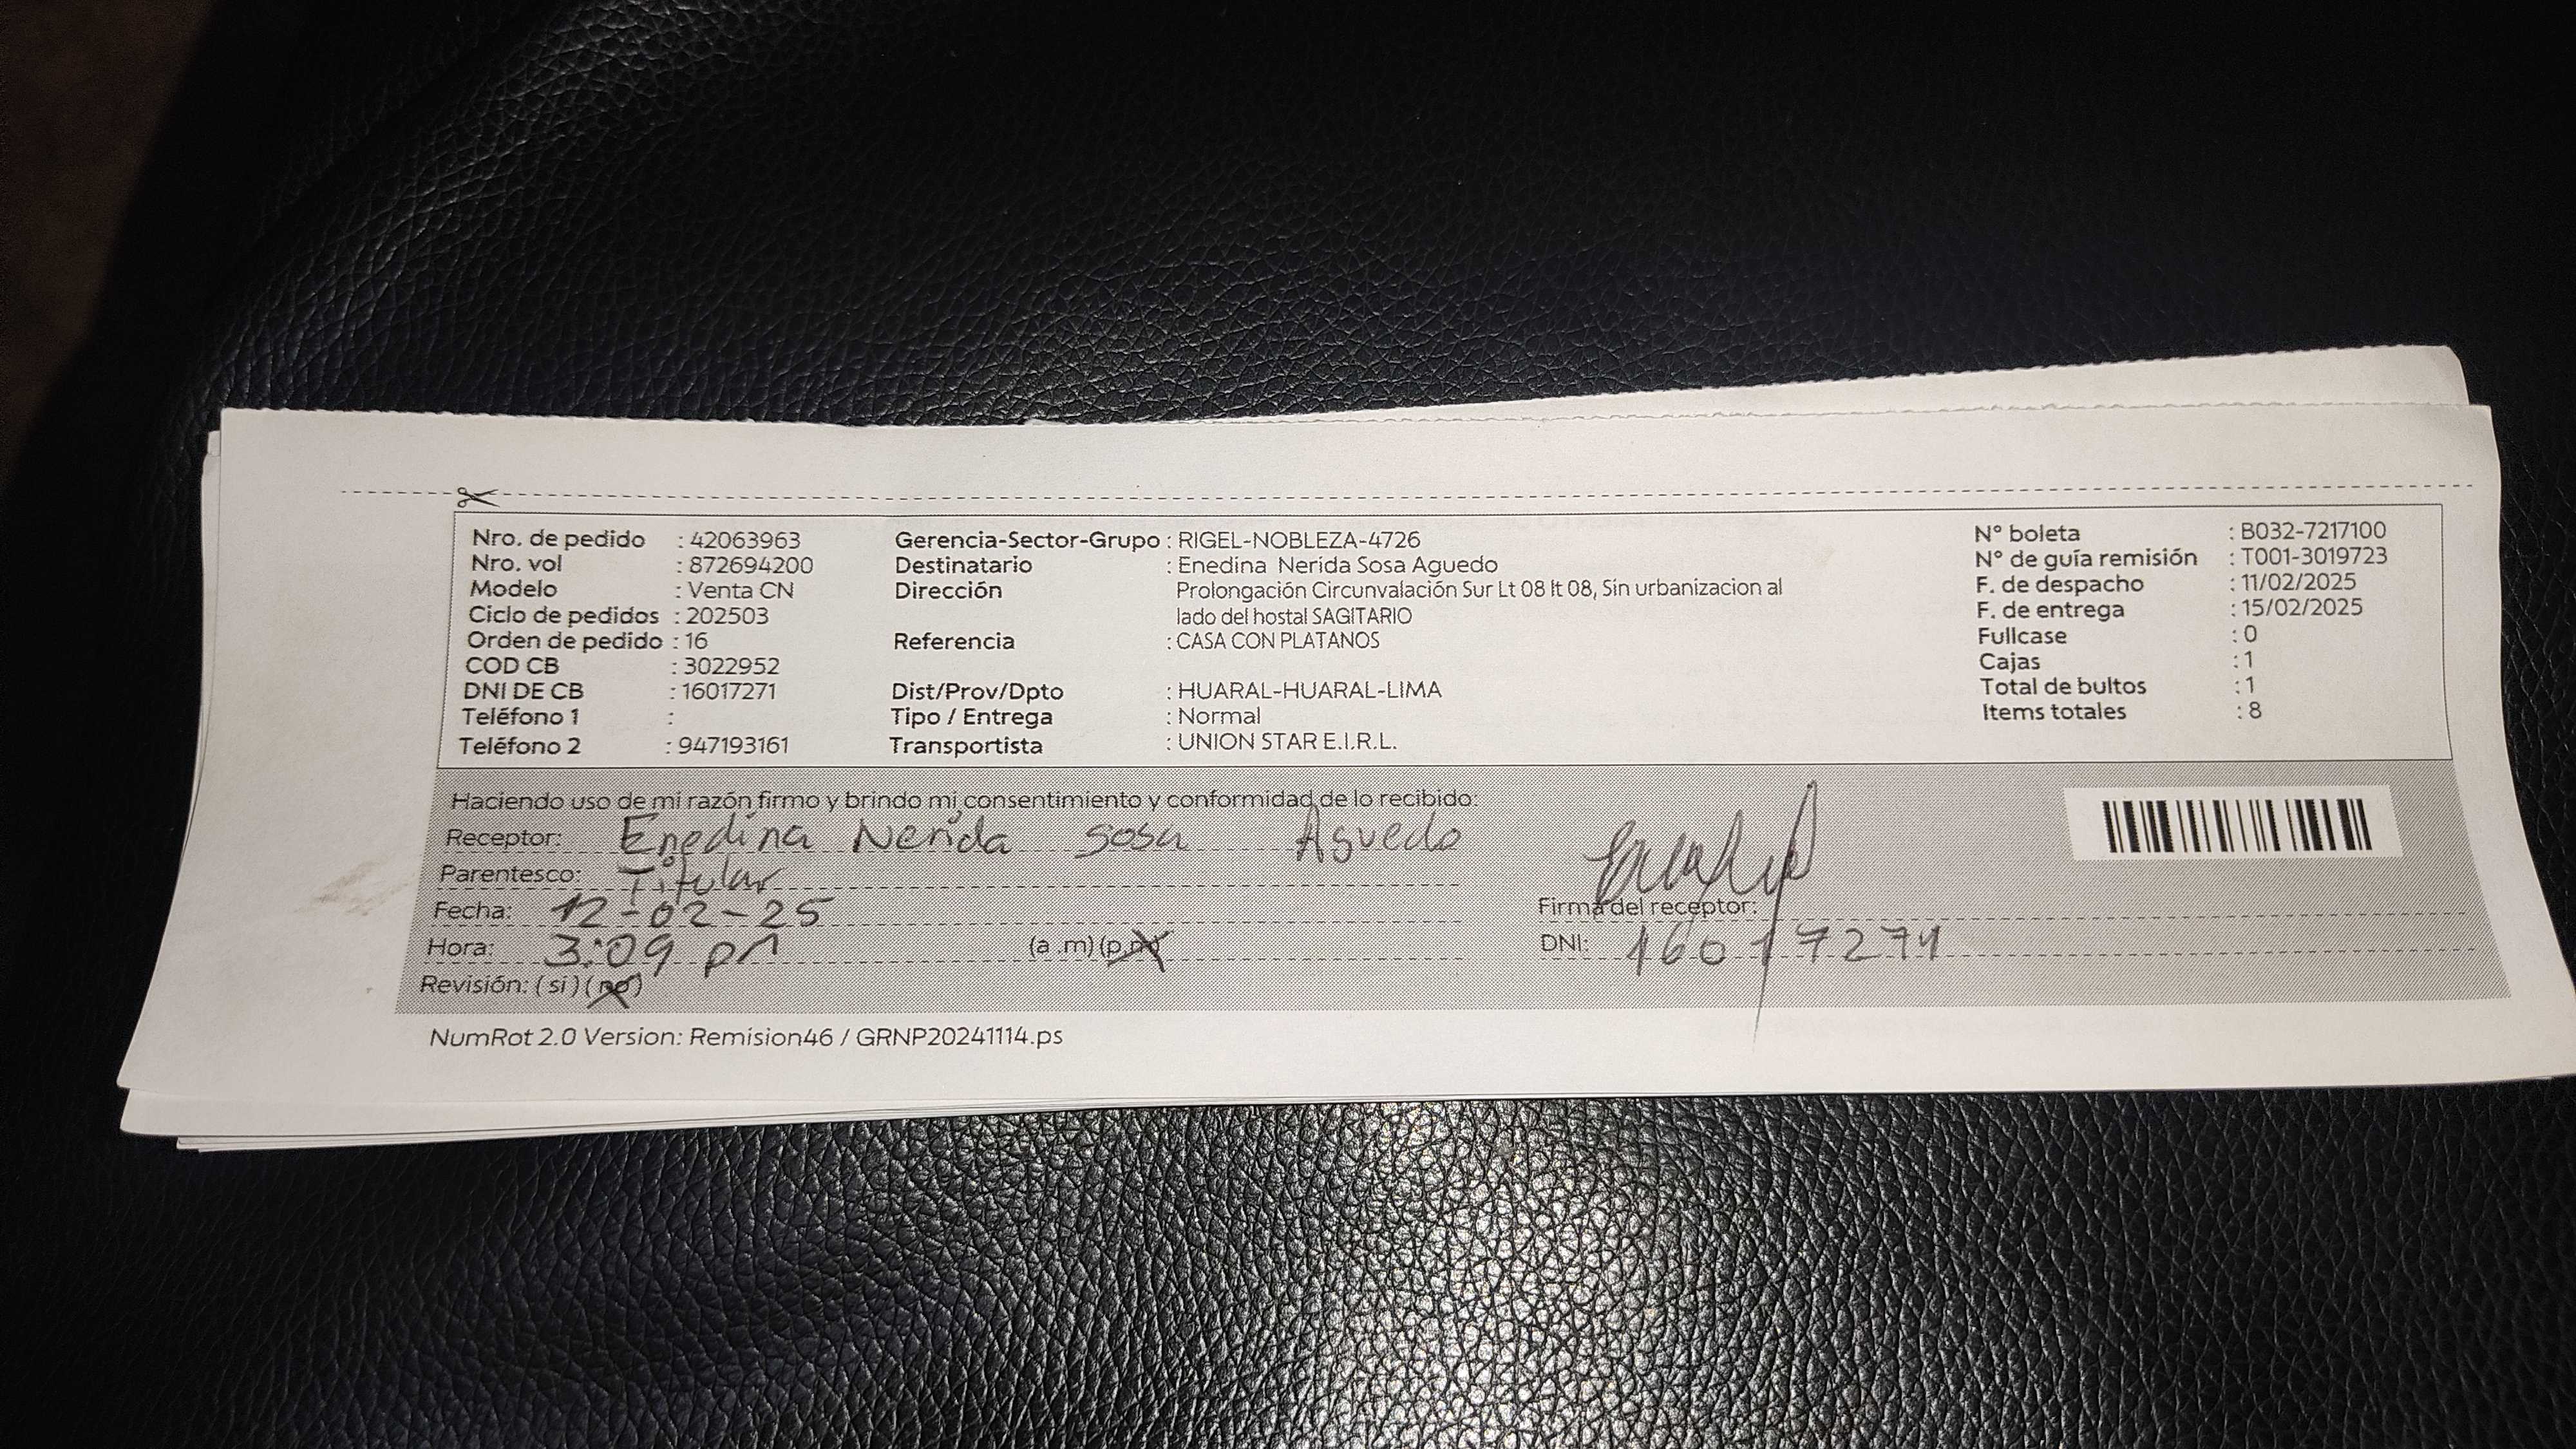 Nro. de pedido : 42063963 Gerencia-Sector-Grupo : RIGEL-NOBLEZA-4726 N° boleta : B032-7217100
Nro. vol : 872694200 Destinatario : Enedina Nerida Sosa Aguedo N° de guía remisión : T001-3019723
Modelo : Venta CN Dirección Prolongación Circunvalación Sur Lt 08 lt 08, Sin urbanizacion al F. de despacho : 11/02/2025
Ciclo de pedidos : 202503 lado del hostal SAGITARIO F. de entrega : 15/02/2025
Orden de pedido : 16 Referencia : CASA CON PLATANOS Fullcase : 0
COD CB : 3022952 Cajas : 1
DNI DE CB : 16017271 Dist/Prov/Dpto : HUARAL-HUARAL-LIMA Total de bultos : 1
Teléfono 1 : Tipo / Entrega : Normal Items totales : 8
Teléfono 2 : 947193161 Transportista : UNION STAR E.I.R.L.
Haciendo uso de mi razón firmo y brindo mi consentimiento y conformidad de lo recibido:
Receptor: Enedina Nerida Sosa Aguedo
Parentesco: Titular
Fecha: 12-02-25 Firma del receptor:
Hora: 3:09 pm (a .m) (p.m) DNI: 16017271
Revisión: ( si ) ( no )
NumRot 2.0 Version: Remision46 / GRNP20241114.ps